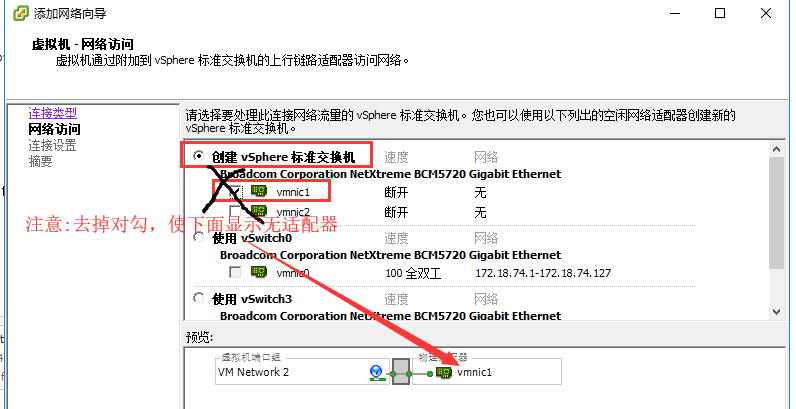 添加网络向导
虚拟机 - 网络访问
虚拟机通过附加到 vSphere 标准交换机的上行链路适配器访问网络。
连接类型
网络访问
连接设置
摘要
请选择要处理此连接网络流量的 vSphere 标准交换机。您也可以使用以下列出的空闲网络适配器创建新的
vSphere 标准交换机。
创建 vSphere 标准交换机 速度 网络
Broadcom Corporation NetXtreme BCM5720 Gigabit Ethernet
vmnic1 断开 无
vmnic2 断开 无
注意:去掉对勾，使下面显示无适配器
使用 vSwitch0 速度 网络
Broadcom Corporation NetXtreme BCM5720 Gigabit Ethernet
vmnic0 100 全双工 172.18.74.1-172.18.74.127
使用 vSwitch3 速度 网络
Broadcom Corporation NetXtreme BCM5720 Gigabit Ethernet
预览:
虚拟机端口组 物理适配器
VM Network 2 vmnic1